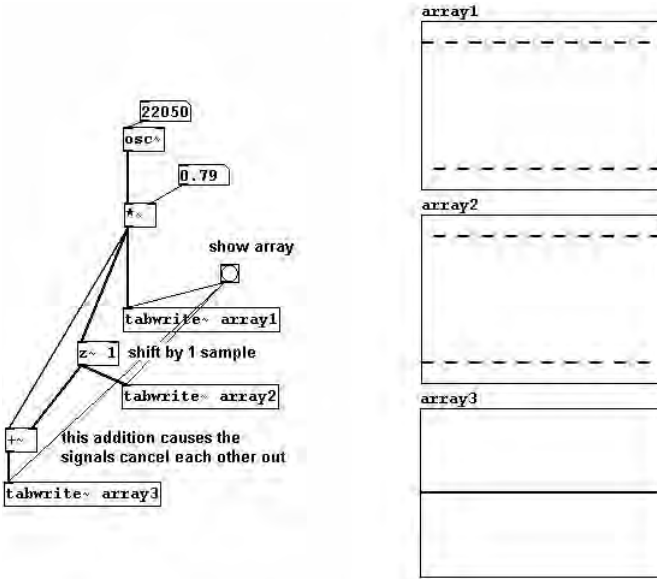 22050
osc~
0.79
*~
show array
tabwrite~ array1
z~ 1 shift by 1 sample
tabwrite~ array2
+~ this addition causes the
signals cancel each other out
tabwrite~ array3
array1
array2
array3